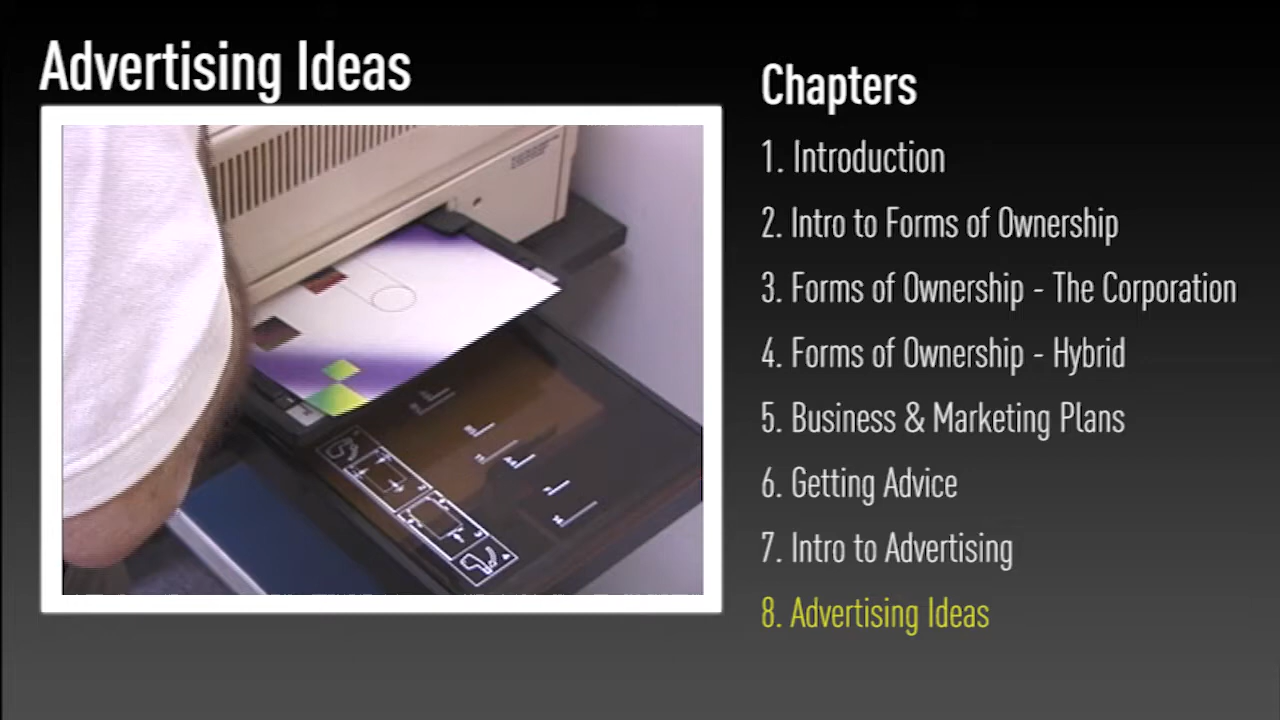 Advertising Ideas
Chapters
1. Introduction
2. Intro to Forms of Ownership
3. Forms of Ownership - The Corporation
4. Forms of Ownership - Hybrid
5. Business & Marketing Plans
6. Getting Advice
7. Intro to Advertising
8. Advertising Ideas